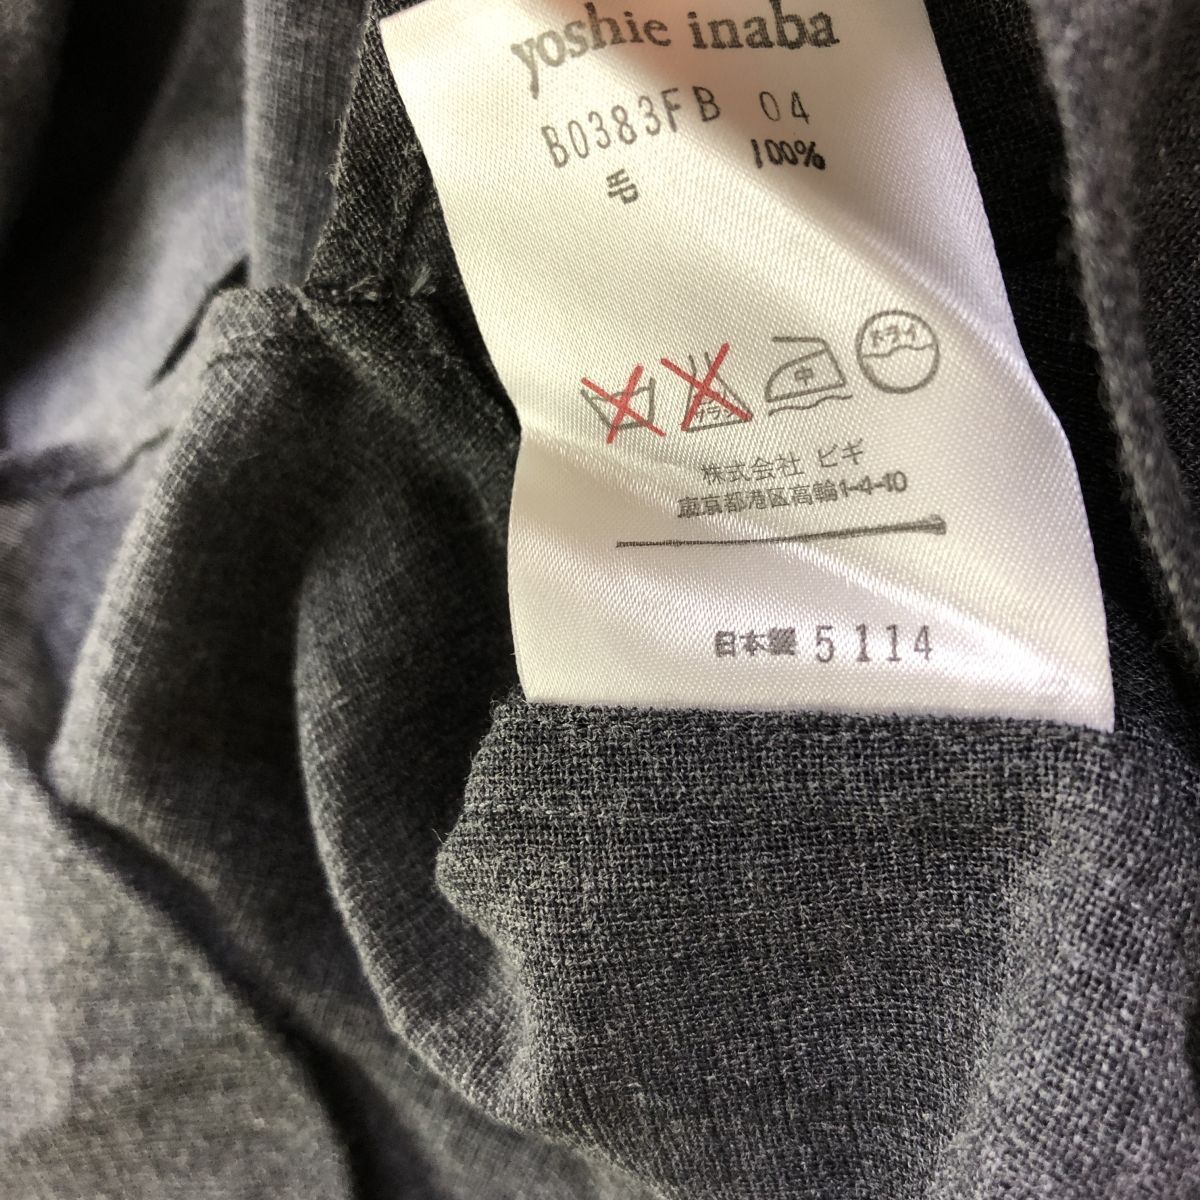 yoshie inaba
B0383FB 04
毛 100%
中 ドライ
株式会社 ビギ
東京都港区高輪1-4-10
日本製 5114